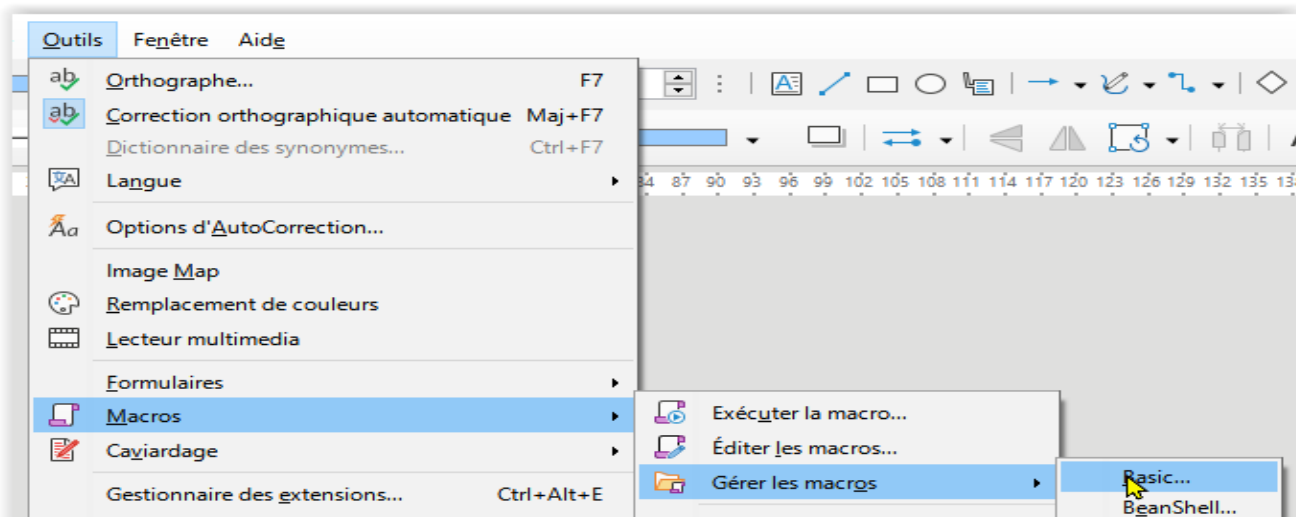 Outils Fenêtre Aide
Orthographe... F7
Correction orthographique automatique Maj+F7
Dictionnaire des synonymes... Ctrl+F7
Langue
87 90 93 96 99 102 105 108 111 114 117 120 123 126 129 132 135
Options d'AutoCorrection...
Image Map
Remplacement de couleurs
Lecteur multimedia
Formulaires
Macros
Exécuter la macro...
Caviardage
Éditer les macros...
Gestionnaire des extensions... Ctrl+Alt+E
Gérer les macros
Basic...
BeanShell...